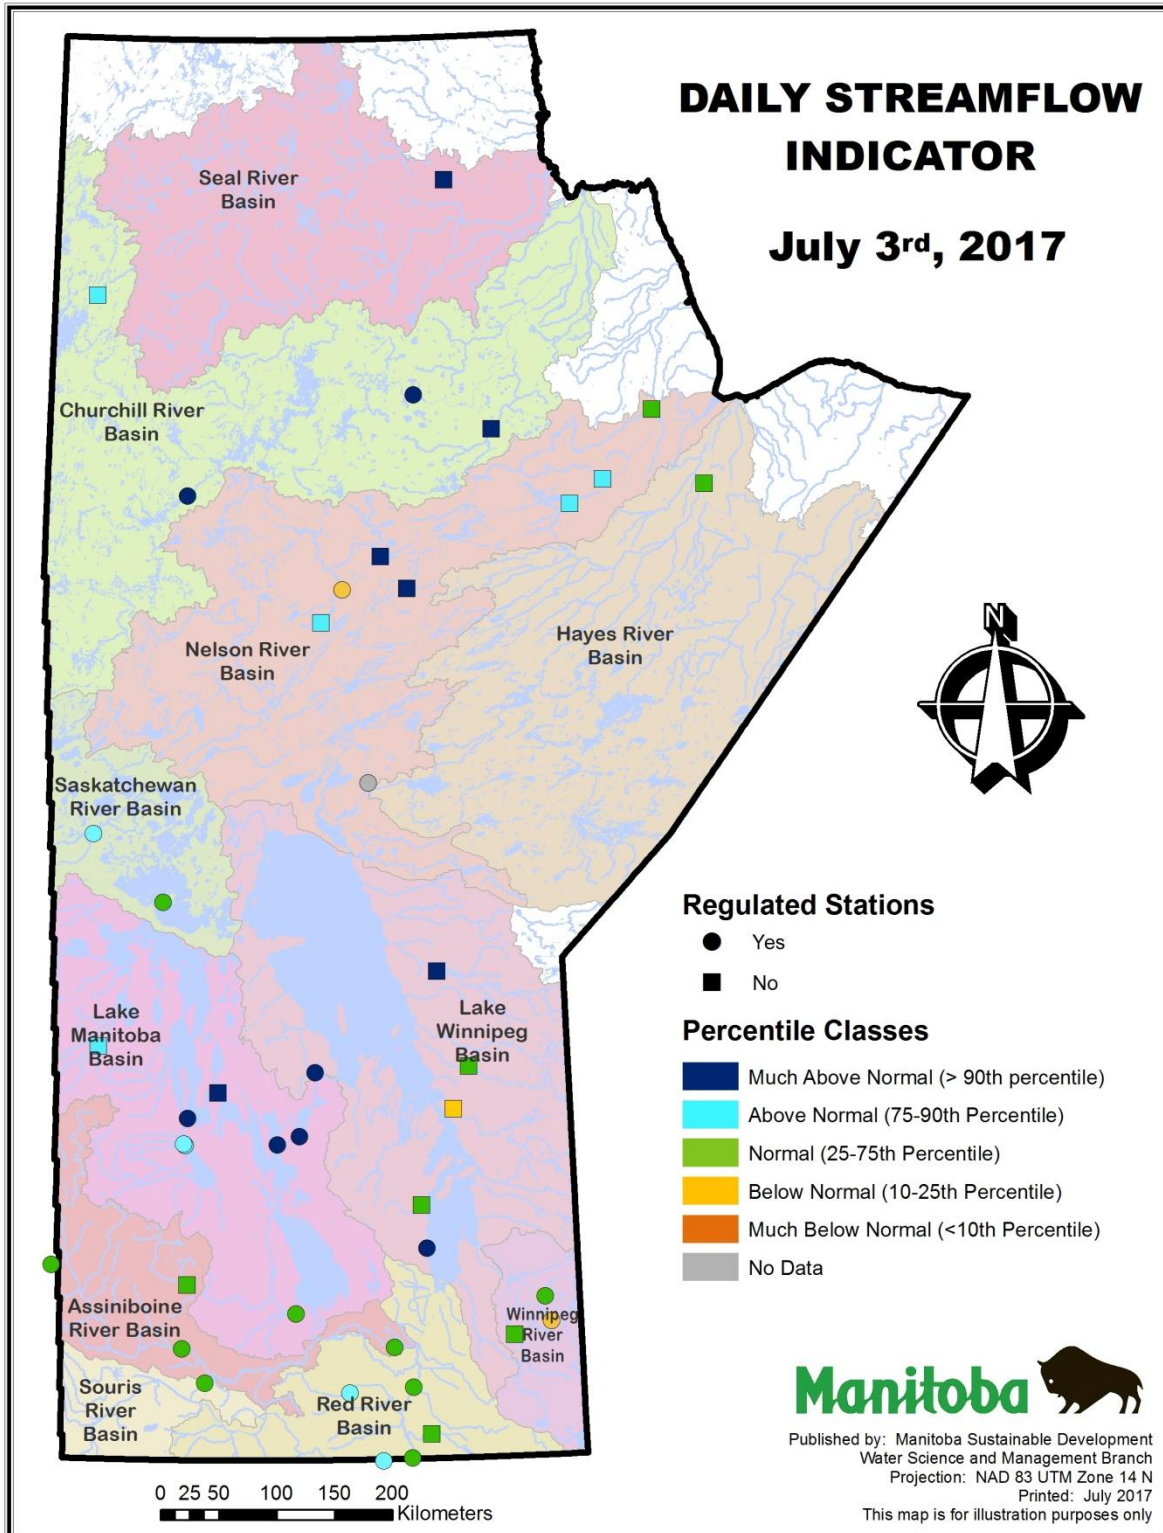 DAILY STREAMFLOW
INDICATOR
July 3rd, 2017
Seal River
Basin
Churchill River
Basin
Nelson River
Basin
Hayes River
Basin
Saskatchewan
River Basin
Lake
Manitoba
Basin
Lake
Winnipeg
Basin
Assiniboine
River Basin
Winnipeg
River
Basin
Souris
River
Basin
Red River
Basin
N
Regulated Stations
Yes
No
Percentile Classes
Much Above Normal (> 90th percentile)
Above Normal (75-90th Percentile)
Normal (25-75th Percentile)
Below Normal (10-25th Percentile)
Much Below Normal (<10th Percentile)
No Data
Manitoba
Published by: Manitoba Sustainable Development
Water Science and Management Branch
Projection: NAD 83 UTM Zone 14 N
Printed: July 2017
This map is for illustration purposes only
0 25 50 100 150 200
Kilometers